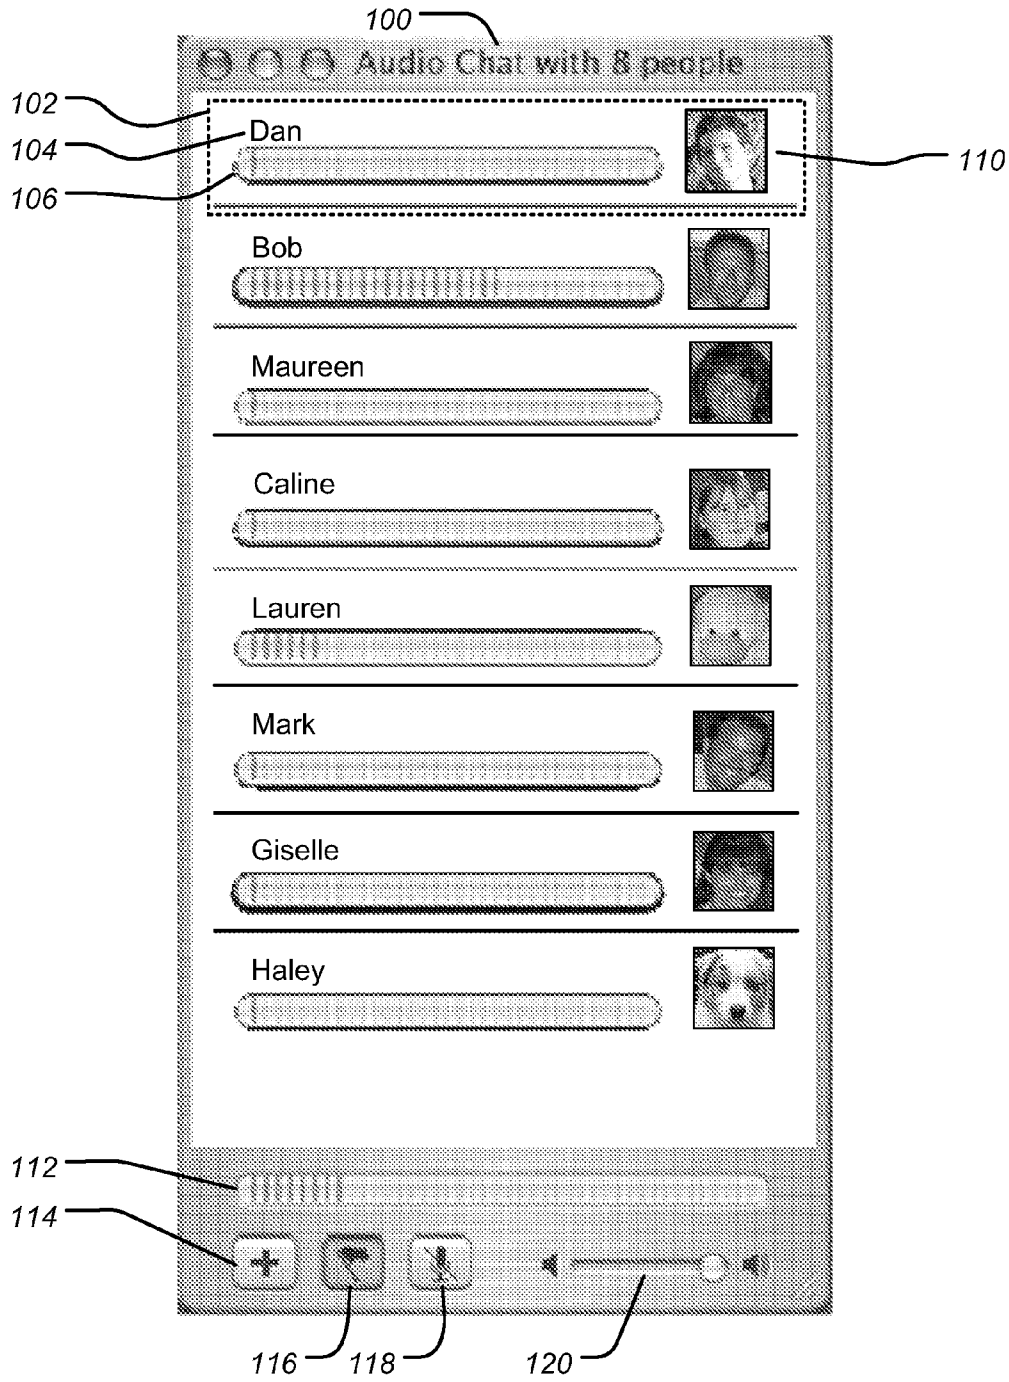 100
Audio Chat with 8 people
102
104
Dan
110
106
Bob
Maureen
Caline
Lauren
Mark
Giselle
Haley
112
114
116
118
120